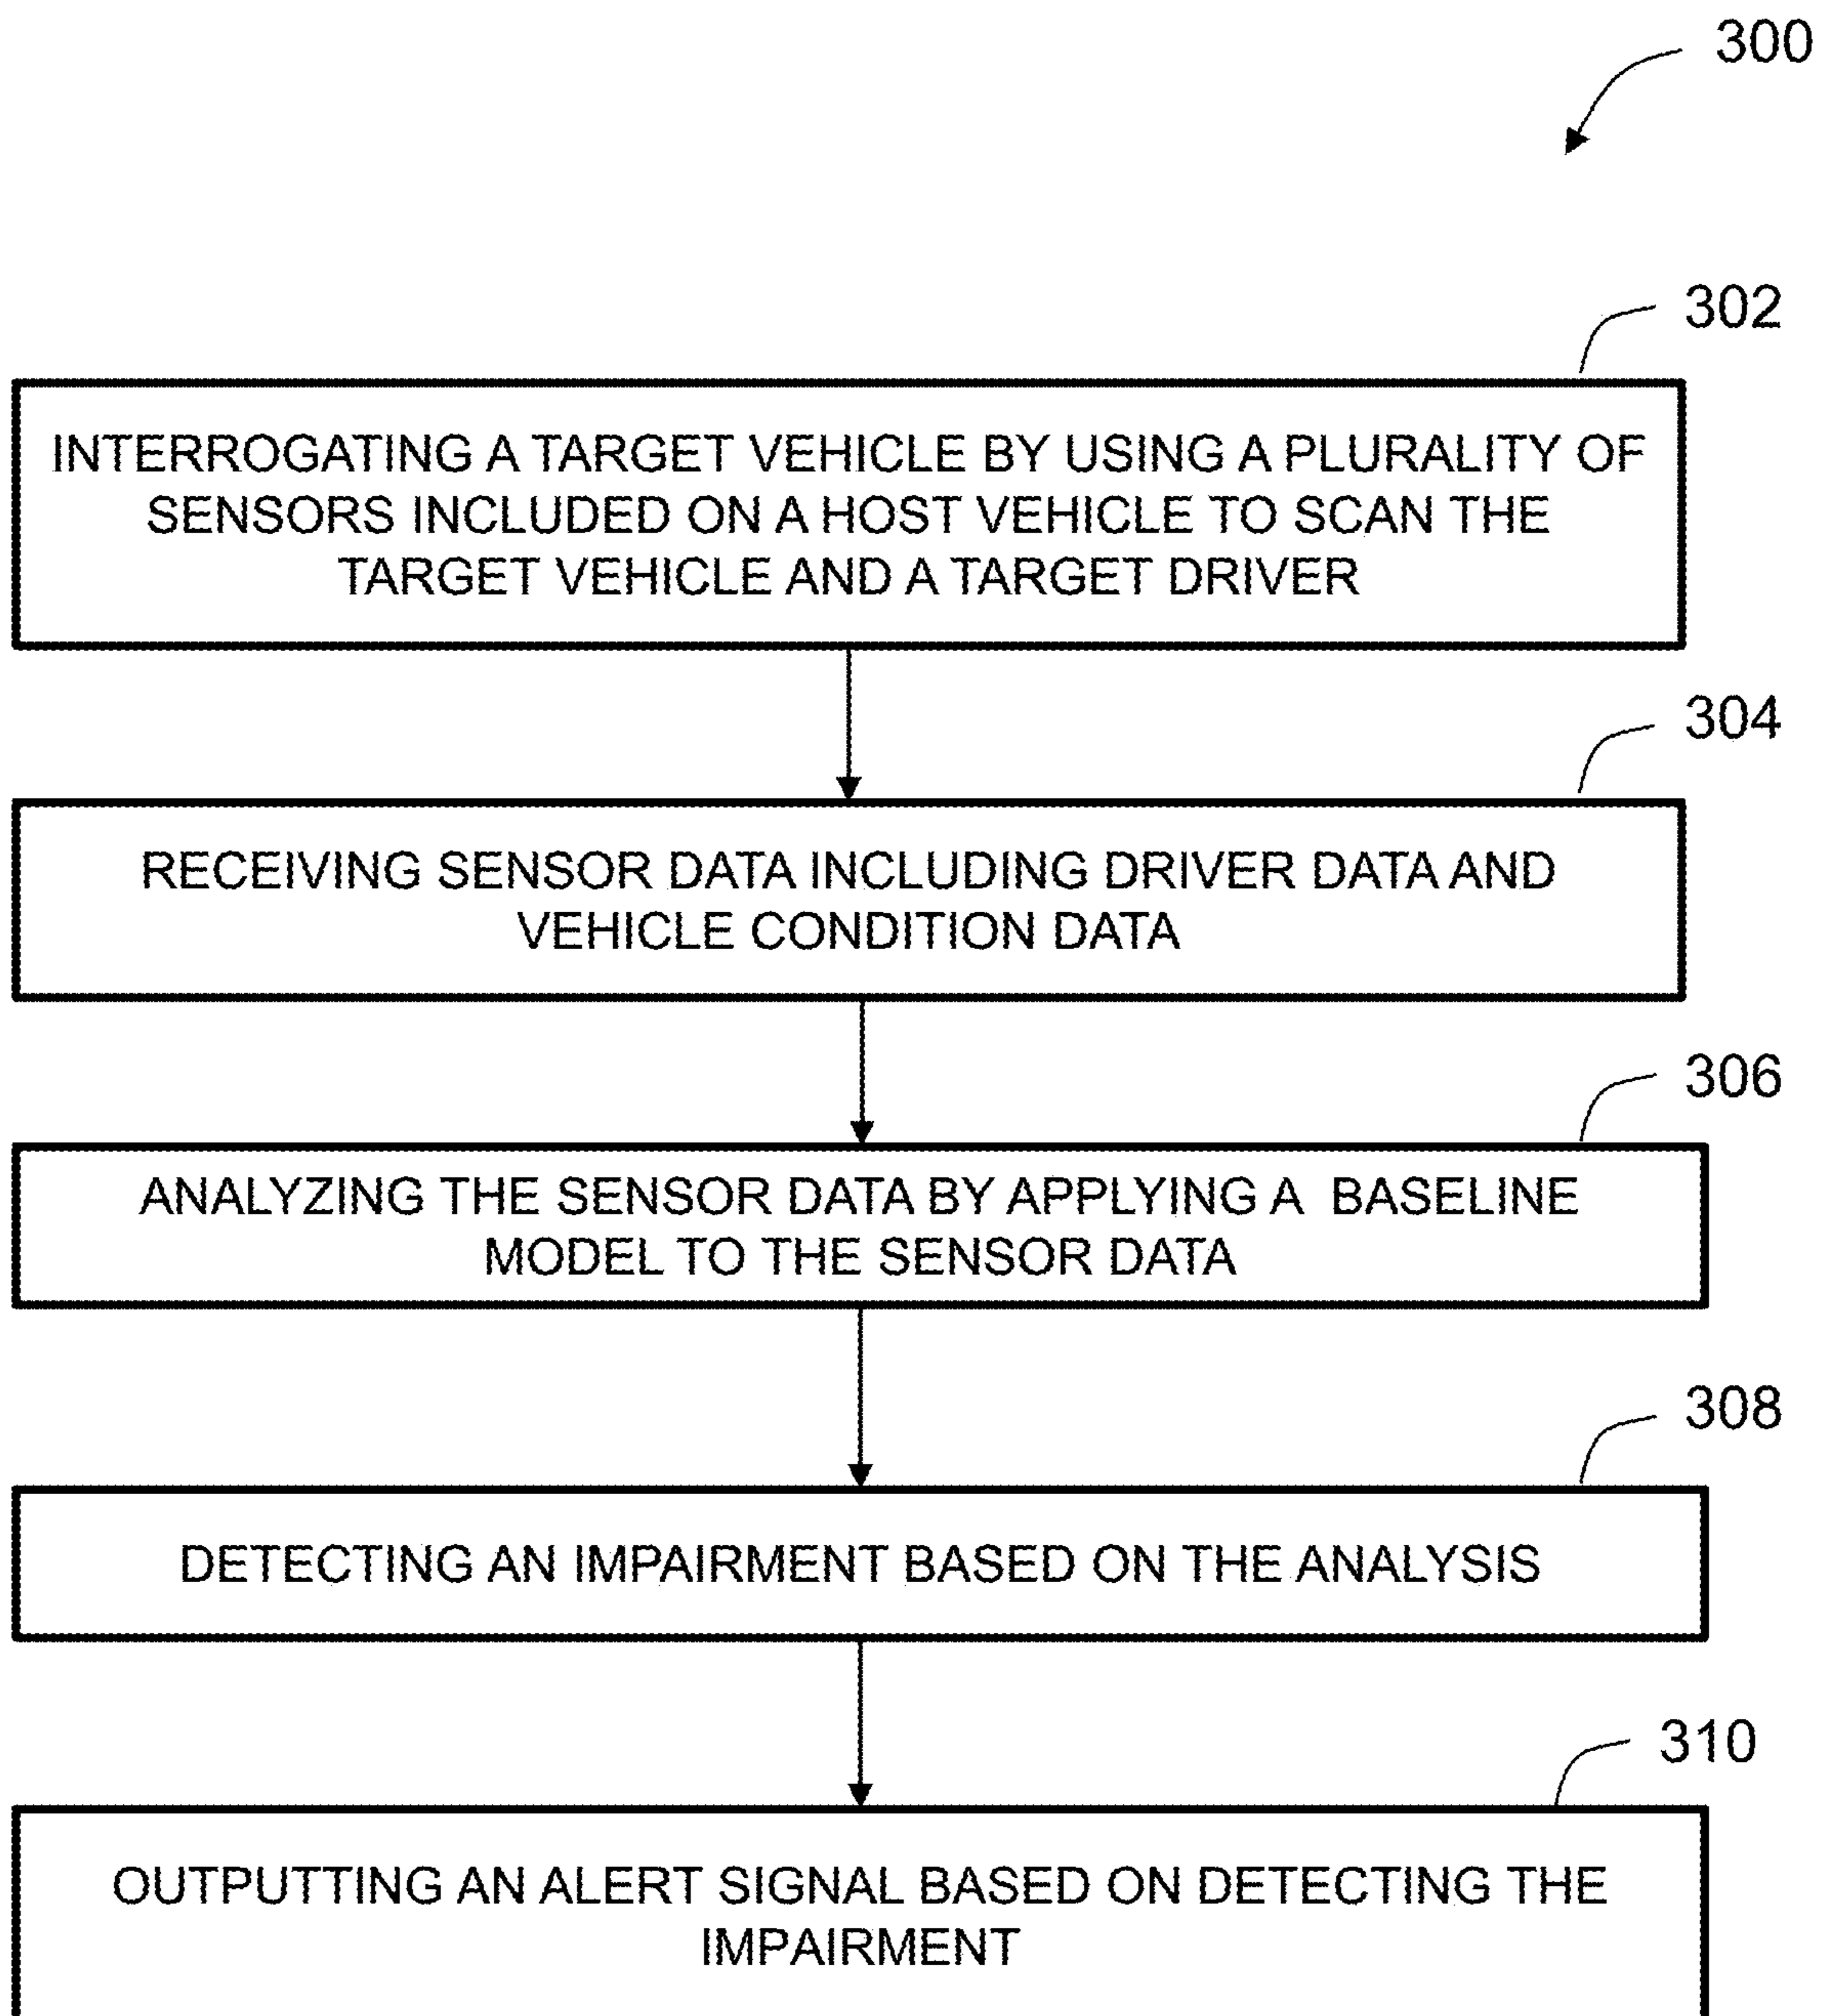 300
302
INTERROGATING A TARGET VEHICLE BY USING A PLURALITY OF
SENSORS INCLUDED ON A HOST VEHICLE TO SCAN THE
TARGET VEHICLE AND A TARGET DRIVER
304
RECEIVING SENSOR DATA INCLUDING DRIVER DATA AND
VEHICLE CONDITION DATA
306
ANALYZING THE SENSOR DATA BY APPLYING A BASELINE
MODEL TO THE SENSOR DATA
308
DETECTING AN IMPAIRMENT BASED ON THE ANALYSIS
310
OUTPUTTING AN ALERT SIGNAL BASED ON DETECTING THE
IMPAIRMENT